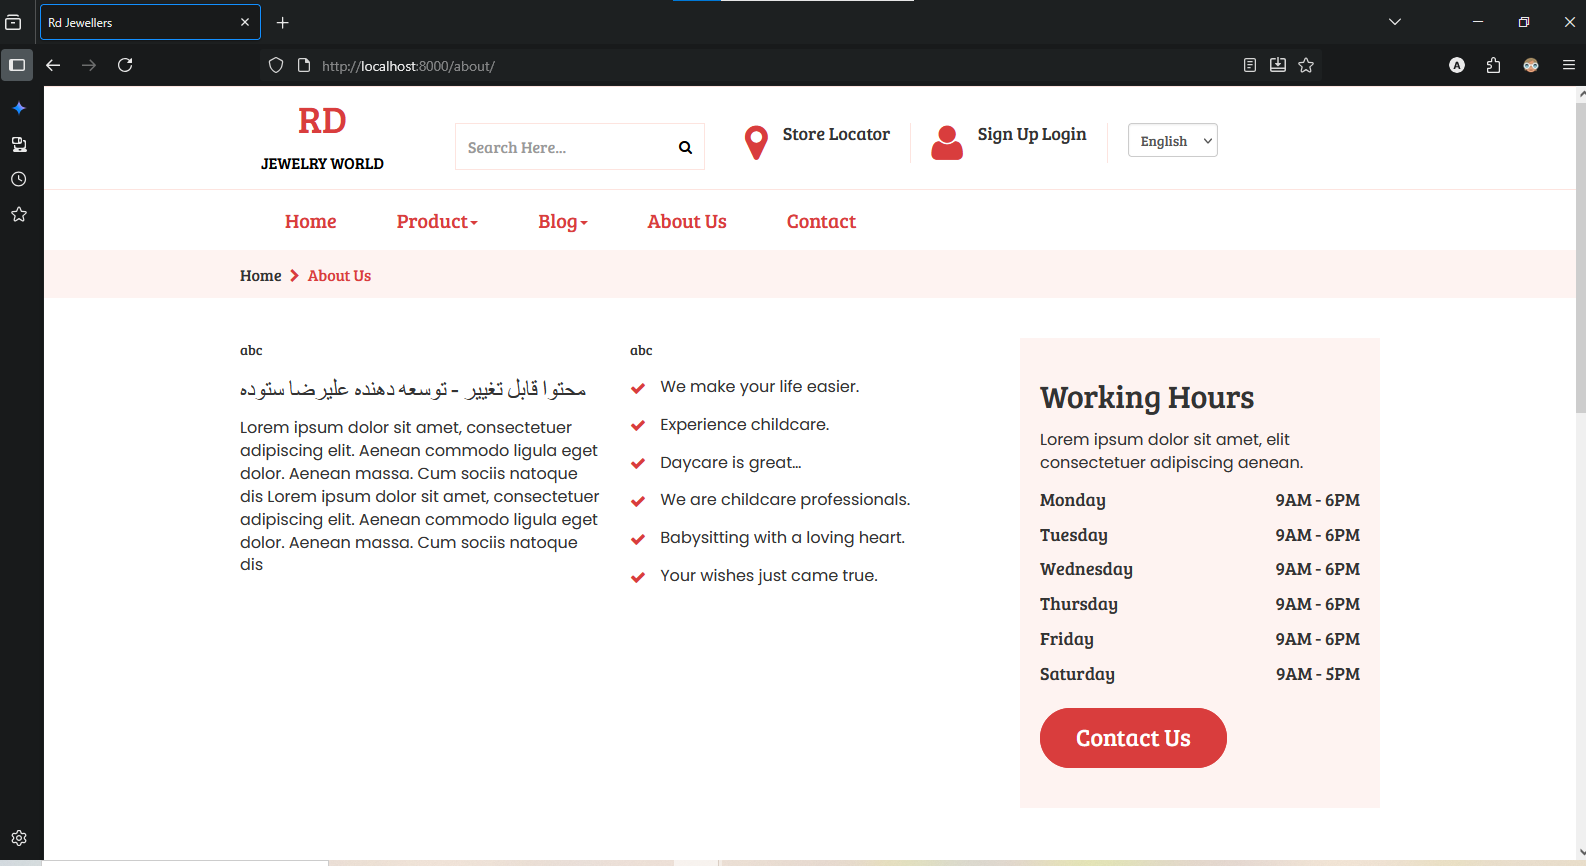 Rd Jewellers
http://localhost:8000/about/
A
RD
JEWELRY WORLD
Search Here...
Store Locator
Sign Up Login
English
Home
Product
Blog
About Us
Contact
Home
About Us
abc
محتوا قابل تغییر - توسعه دهنده علیرضا ستوده
Lorem ipsum dolor sit amet, consectetuer
adipiscing elit. Aenean commodo ligula eget
dolor. Aenean massa. Cum sociis natoque
dis Lorem ipsum dolor sit amet, consectetuer
adipiscing elit. Aenean commodo ligula eget
dolor. Aenean massa. Cum sociis natoque
dis
abc
We make your life easier.
Experience childcare.
Daycare is great...
We are childcare professionals.
Babysitting with a loving heart.
Your wishes just came true.
Working Hours
Lorem ipsum dolor sit amet, elit
consectetuer adipiscing aenean.
Monday 9AM - 6PM
Tuesday 9AM - 6PM
Wednesday 9AM - 6PM
Thursday 9AM - 6PM
Friday 9AM - 6PM
Saturday 9AM - 5PM
Contact Us